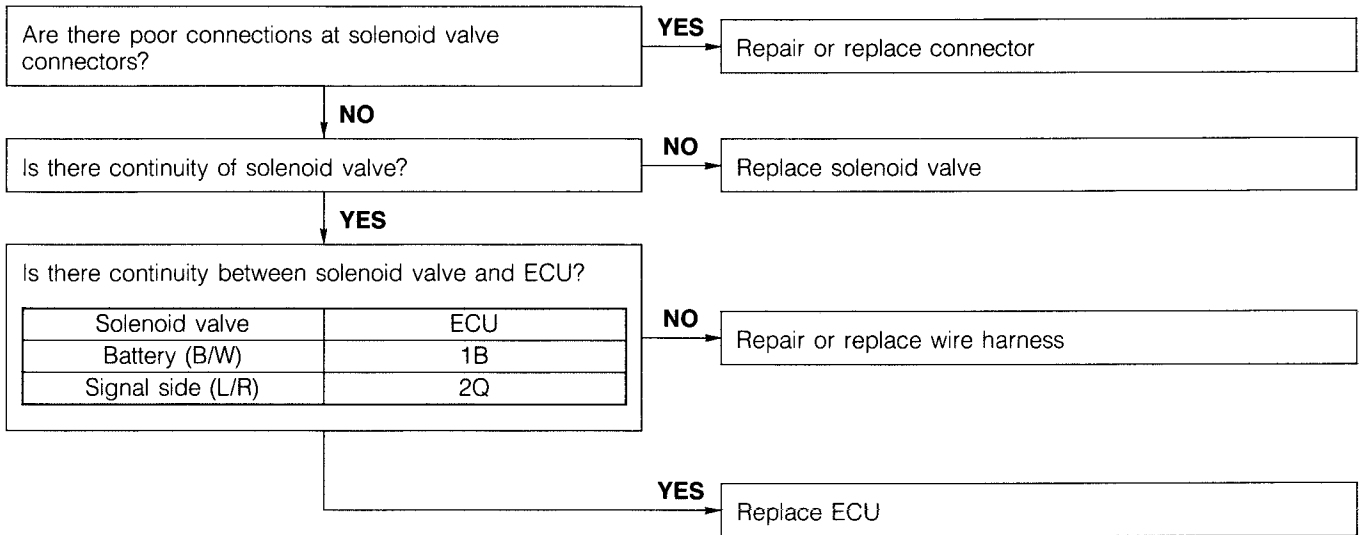 Are there poor connections at solenoid valve
connectors?
YES
Repair or replace connector
NO
Is there continuity of solenoid valve?
NO
Replace solenoid valve
YES
Is there continuity between solenoid valve and ECU?
Solenoid valve ECU
Battery (B/W) 1B
Signal side (L/R) 2Q
NO
Repair or replace wire harness
YES
Replace ECU